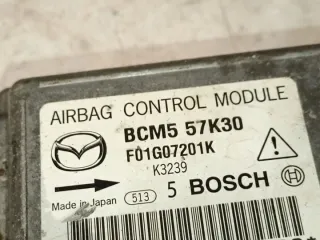 AIRBAG CONTROL MODULE
BCM5 57K30
F01G07201K
K3239
Made in Japan 513 5 BOSCH